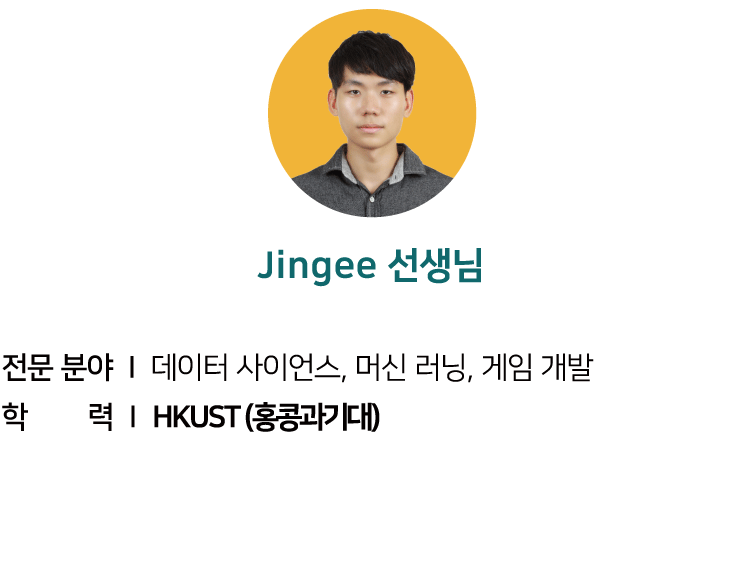 Jingee 선생님
전문 분야 I 데이터 사이언스, 머신 러닝, 게임 개발
학 력 I HKUST (홍콩과기대)